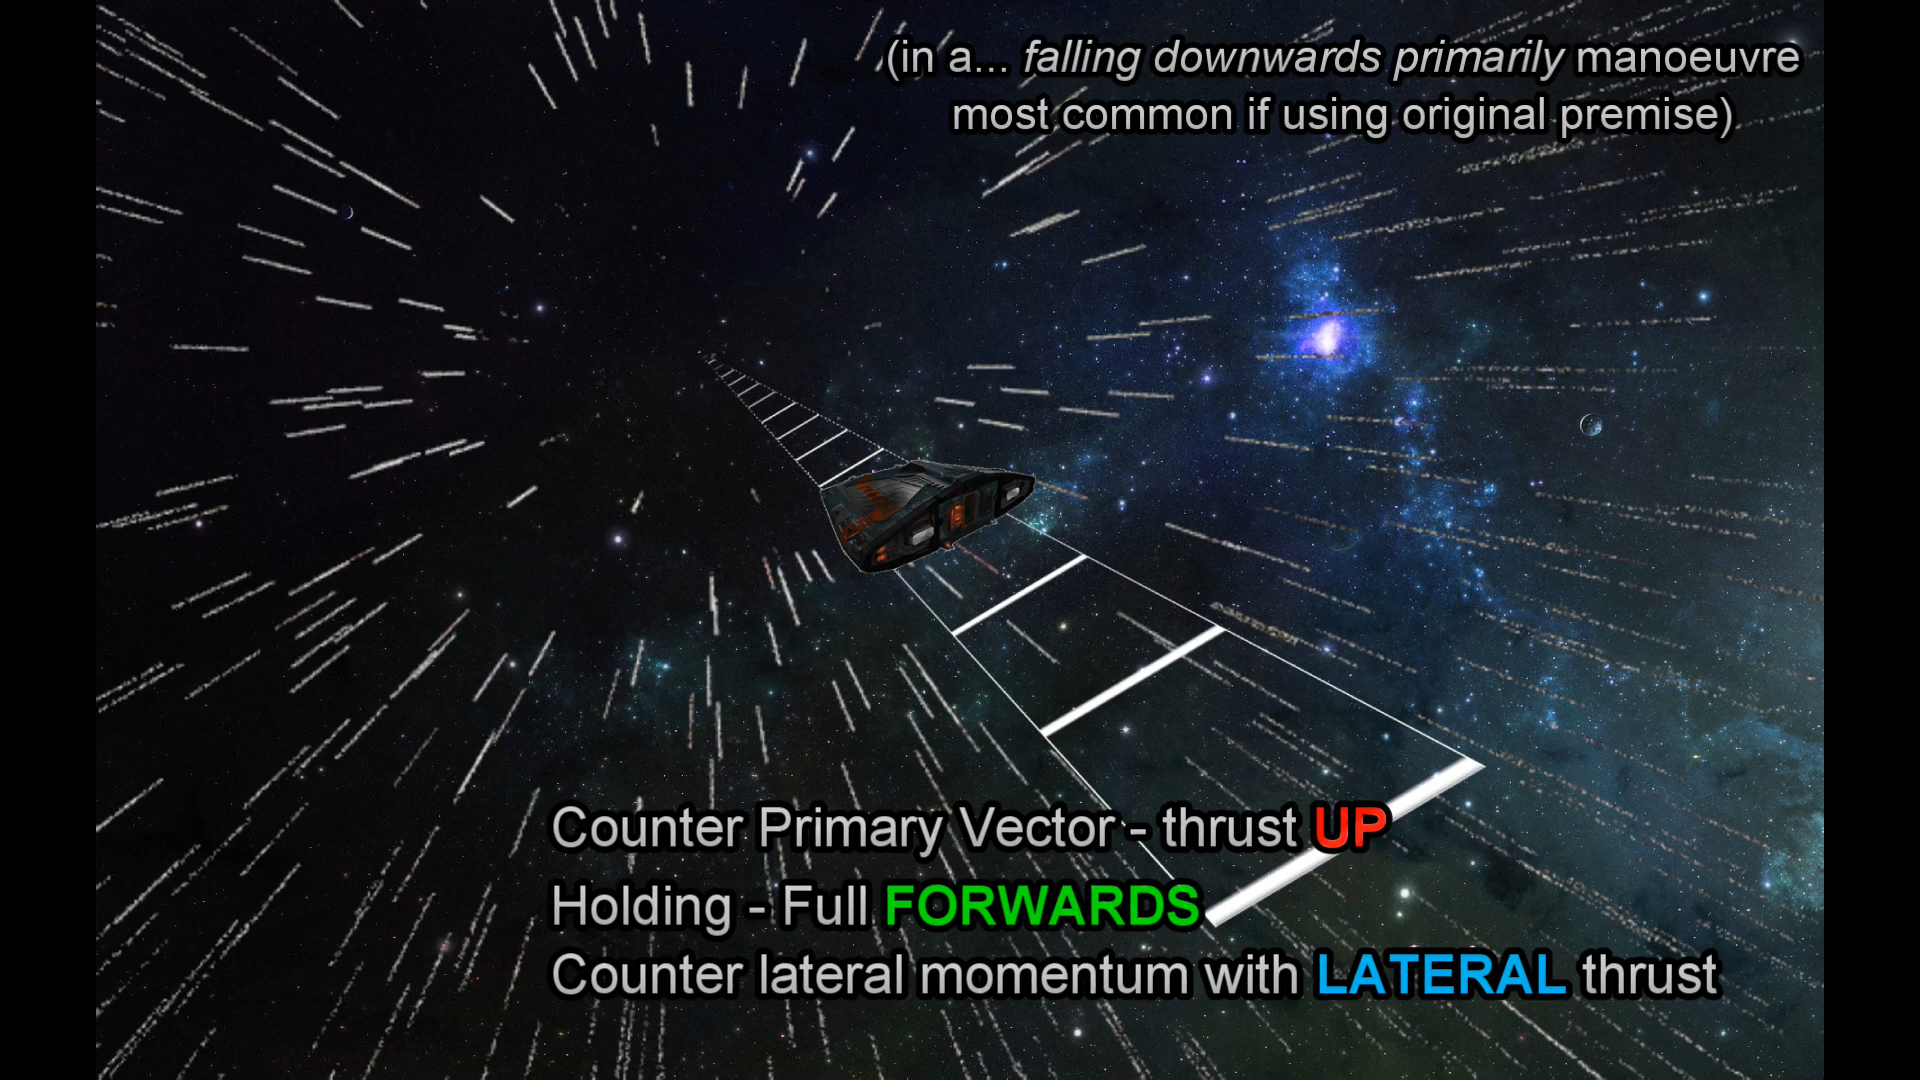 (in a... falling downwards primarily manoeuvre
most common if using original premise)
Counter Primary Vector - thrust UP
Holding - Full FORWARDS
Counter lateral momentum with LATERAL thrust